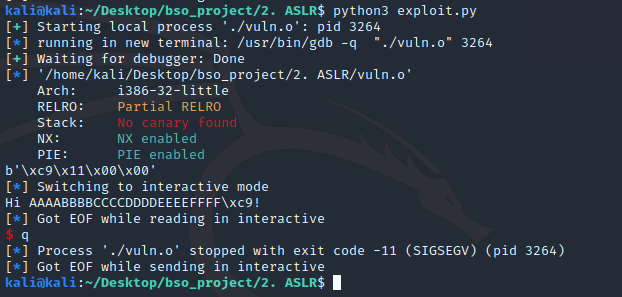 kali@kali:~/Desktop/bso_project/2. ASLR$ python3 exploit.py
[+] Starting local process './vuln.o': pid 3264
[*] running in new terminal: /usr/bin/gdb -q  "./vuln.o" 3264
[+] Waiting for debugger: Done
[*] '/home/kali/Desktop/bso_project/2. ASLR/vuln.o'
    Arch:     i386-32-little
    RELRO:    Partial RELRO
    Stack:    No canary found
    NX:       NX enabled
    PIE:      PIE enabled
b'\xc9\x11\x00\x00'
[*] Switching to interactive mode
Hi AAAABBBBCCCCDDDDEEEEFFFF\xc9!
[*] Got EOF while reading in interactive
$ q
[*] Process './vuln.o' stopped with exit code -11 (SIGSEGV) (pid 3264)
[*] Got EOF while sending in interactive
kali@kali:~/Desktop/bso_project/2. ASLR$